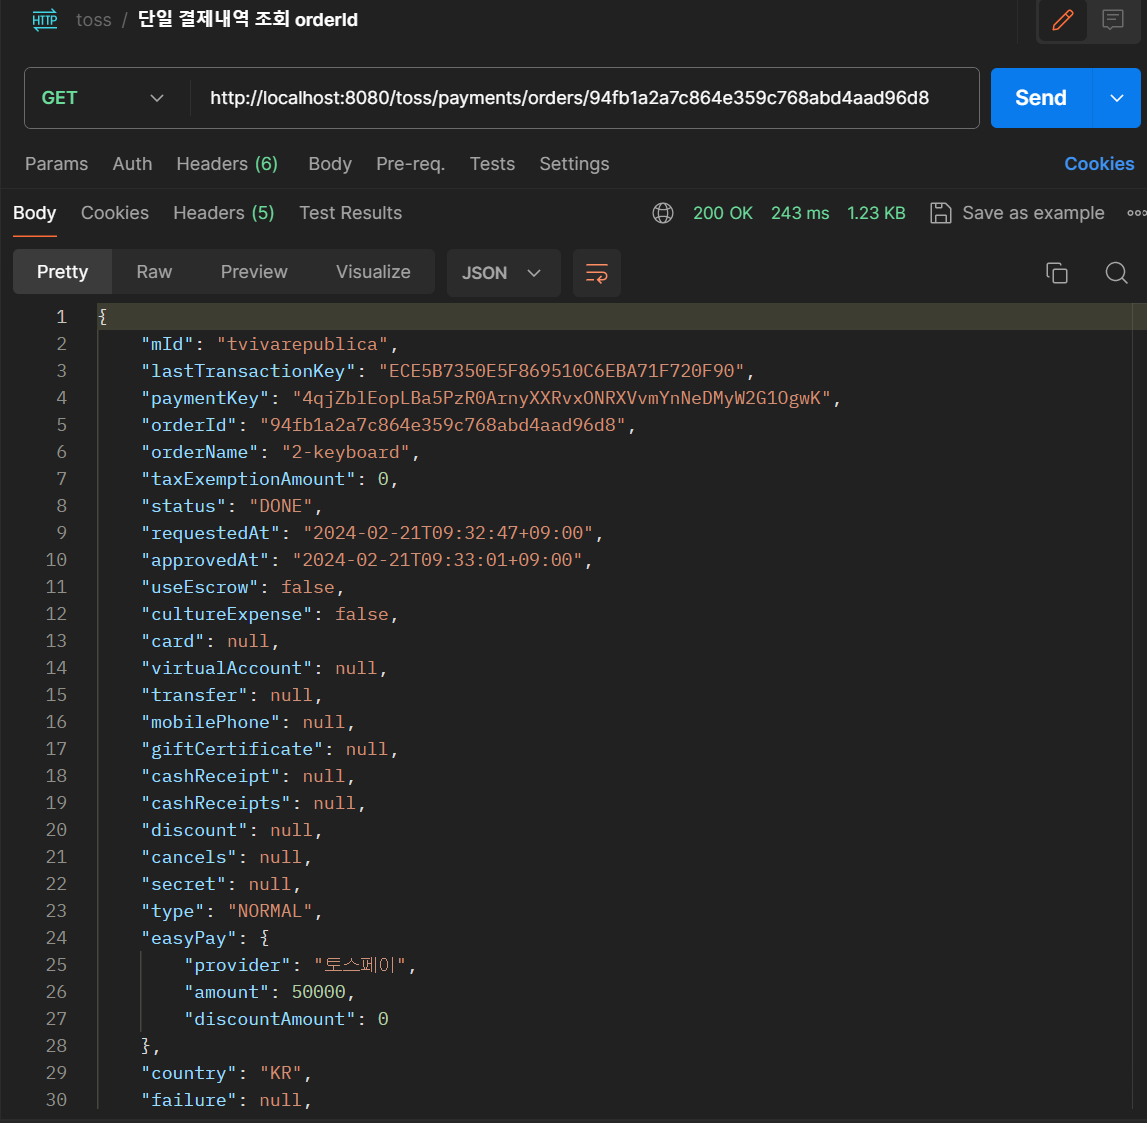 HTTP toss / 단일 결제내역 조회 orderId
GET http://localhost:8080/toss/payments/orders/94fb1a2a7c864e359c768abd4aad96d8 Send
Params Auth Headers (6) Body Pre-req. Tests Settings Cookies
Body Cookies Headers (5) Test Results 200 OK 243 ms 1.23 KB Save as example
Pretty Raw Preview Visualize JSON
1 {
2 "mId": "tvivarepublica",
3 "lastTransactionKey": "ECE5B7350E5F869510C6EBA71F720F90",
4 "paymentKey": "4qjZblEopLBa5PzR0ArnyXXRvxONRXVvmYnNeDMyW2G1OgwK",
5 "orderId": "94fb1a2a7c864e359c768abd4aad96d8",
6 "orderName": "2-keyboard",
7 "taxExemptionAmount": 0,
8 "status": "DONE",
9 "requestedAt": "2024-02-21T09:32:47+09:00",
10 "approvedAt": "2024-02-21T09:33:01+09:00",
11 "useEscrow": false,
12 "cultureExpense": false,
13 "card": null,
14 "virtualAccount": null,
15 "transfer": null,
16 "mobilePhone": null,
17 "giftCertificate": null,
18 "cashReceipt": null,
19 "cashReceipts": null,
20 "discount": null,
21 "cancels": null,
22 "secret": null,
23 "type": "NORMAL",
24 "easyPay": {
25 "provider": "토스페이",
26 "amount": 50000,
27 "discountAmount": 0
28 },
29 "country": "KR",
30 "failure": null,